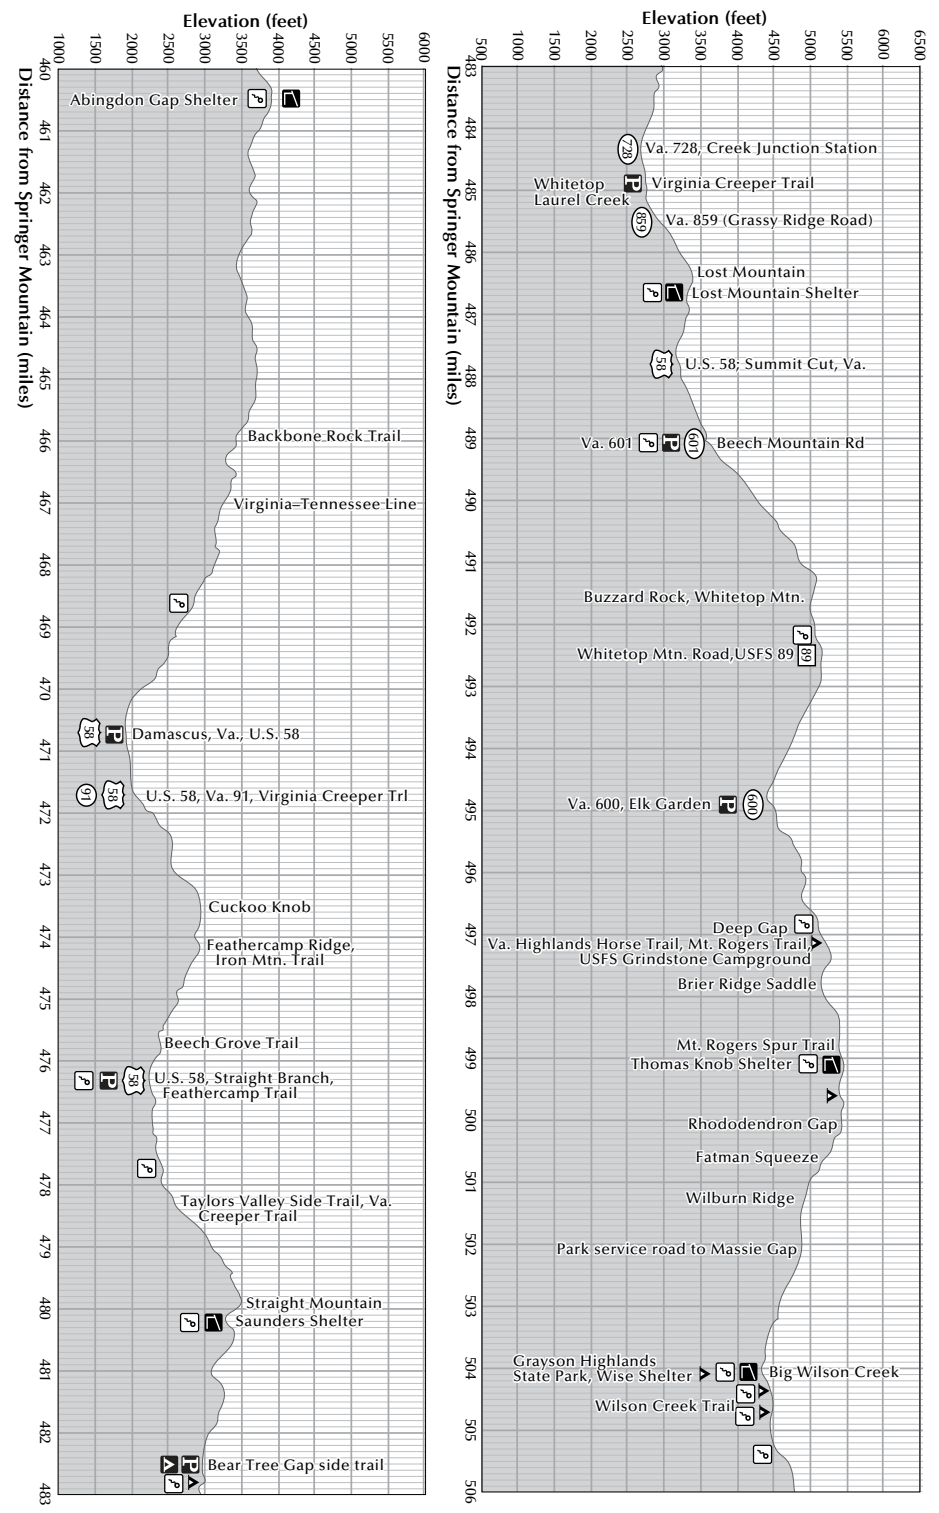 Elevation (feet)
1000 1500 2000 2500 3000 3500 4000 4500 5000 5500 6000
Distance from Springer Mountain (miles)
460
Abingdon Gap Shelter
461
462
463
464
465
466
Backbone Rock Trail
467
Virginia–Tennessee Line
468
469
470
58 P Damascus, Va., U.S. 58
471
91 58 U.S. 58, Va. 91, Virginia Creeper Trl
472
473
Cuckoo Knob
474
Feathercamp Ridge,
Iron Mtn. Trail
475
Beech Grove Trail
476
P 58 U.S. 58, Straight Branch,
Feathercamp Trail
477
478
Taylors Valley Side Trail, Va.
Creeper Trail
479
480
Straight Mountain
Saunders Shelter
481
482
P Bear Tree Gap side trail
483
Elevation (feet)
500 1000 1500 2000 2500 3000 3500 4000 4500 5000 5500 6000 6500
Distance from Springer Mountain (miles)
483
484
728 Va. 728, Creek Junction Station
485
Whitetop
Laurel Creek
P Virginia Creeper Trail
859 Va. 859 (Grassy Ridge Road)
486
Lost Mountain
Lost Mountain Shelter
487
58 U.S. 58; Summit Cut, Va.
488
489
Va. 601 P 601 Beech Mountain Rd
490
491
Buzzard Rock, Whitetop Mtn.
492
Whitetop Mtn. Road,USFS 89 89
493
494
495
Va. 600, Elk Garden P 600
496
497
Deep Gap
Va. Highlands Horse Trail, Mt. Rogers Trail,
USFS Grindstone Campground
Brier Ridge Saddle
498
Mt. Rogers Spur Trail
499
Thomas Knob Shelter
500
Rhododendron Gap
Fatman Squeeze
501
Wilburn Ridge
502
Park service road to Massie Gap
503
504
Grayson Highlands
State Park, Wise Shelter
Big Wilson Creek
Wilson Creek Trail
505
506